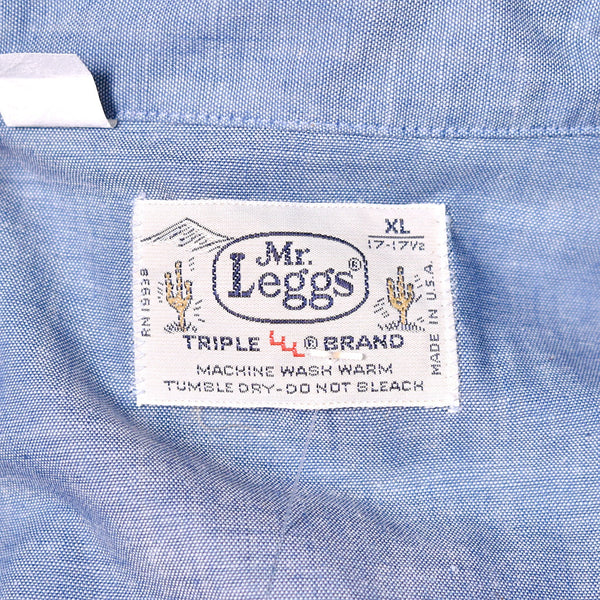 XL
17-17½
Mr.
Leggs®
RN 19938
MADE IN U.S.A.
TRIPLE LLL® BRAND
MACHINE WASH WARM
TUMBLE DRY-DO NOT BLEACH